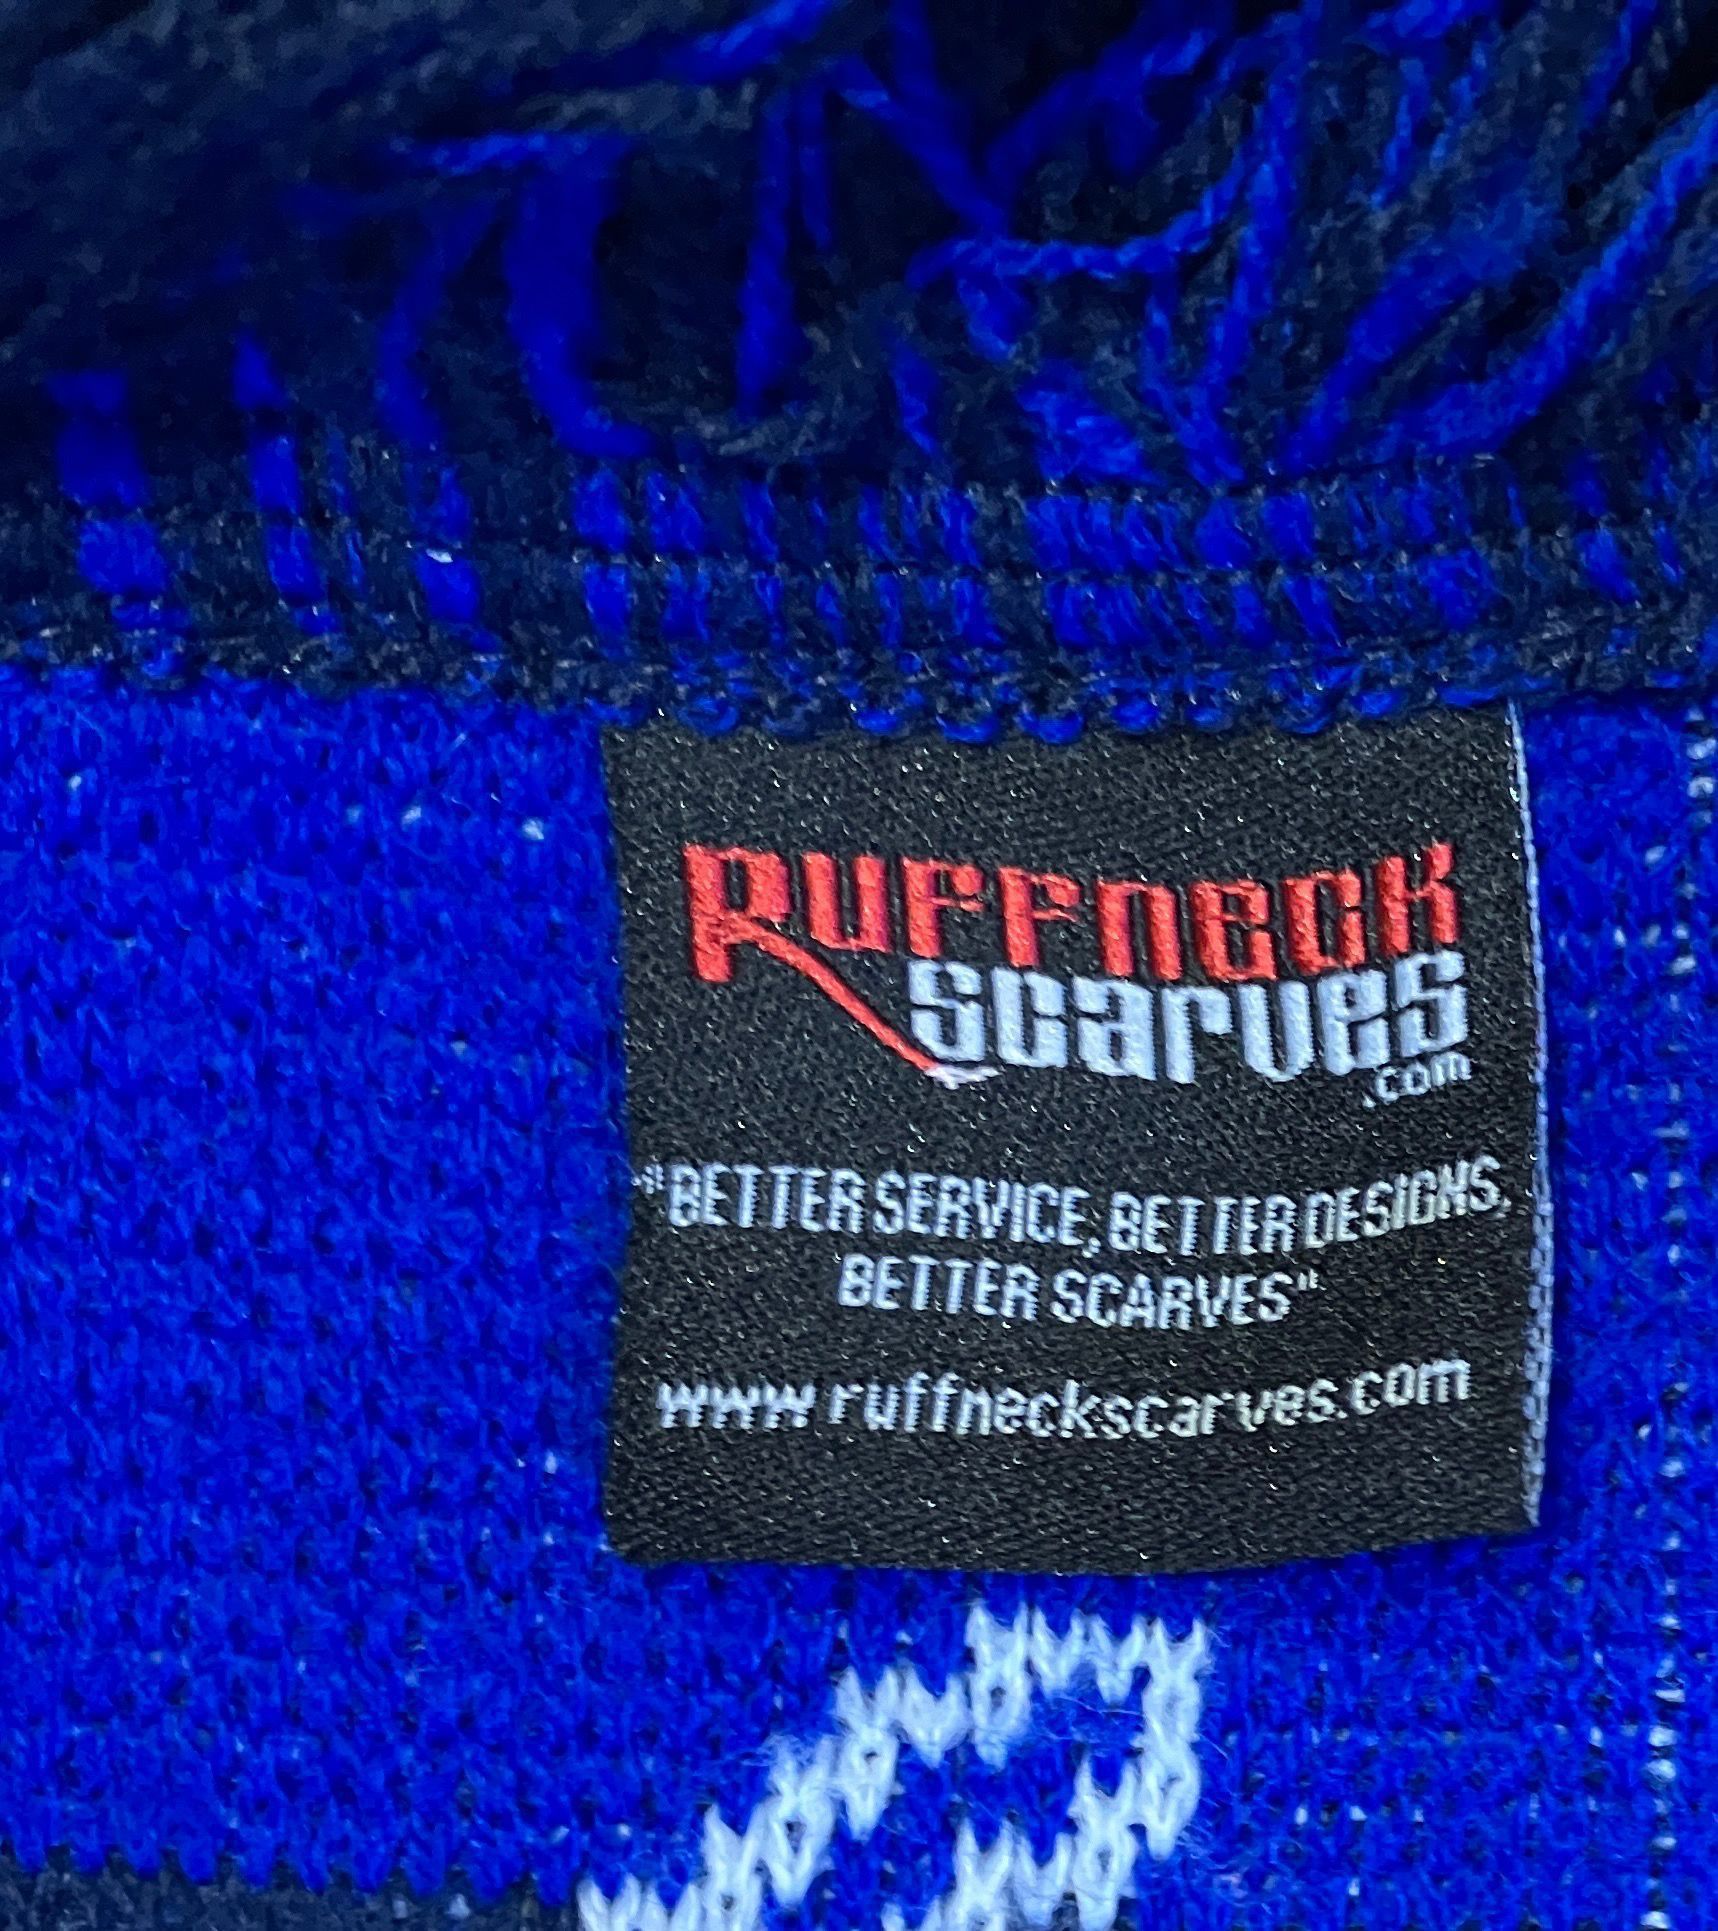 RUFFNECK
SCARVES
.com
"BETTER SERVICE, BETTER DESIGNS,
BETTER SCARVES"
www.ruffneckscarves.com